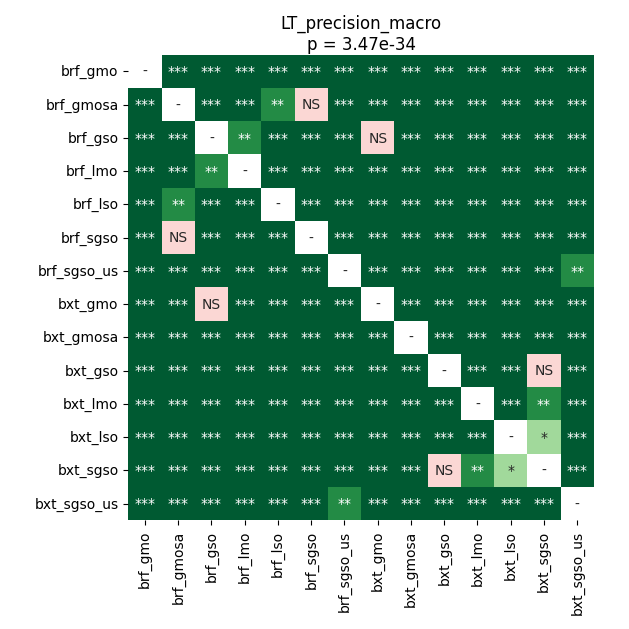 LT_precision_macro
p = 3.47e-34
brf_gmo - *** *** *** *** *** *** *** *** *** *** *** *** ***
brf_gmosa *** - *** *** ** NS *** *** *** *** *** *** *** ***
brf_gso *** *** - ** *** *** *** NS *** *** *** *** *** ***
brf_lmo *** *** ** - *** *** *** *** *** *** *** *** *** ***
brf_lso *** ** *** *** - *** *** *** *** *** *** *** *** ***
brf_sgso *** NS *** *** *** - *** *** *** *** *** *** *** ***
brf_sgso_us *** *** *** *** *** *** - *** *** *** *** *** *** **
bxt_gmo *** *** NS *** *** *** *** - *** *** *** *** *** ***
bxt_gmosa *** *** *** *** *** *** *** *** - *** *** *** *** ***
bxt_gso *** *** *** *** *** *** *** *** *** - *** *** NS ***
bxt_lmo *** *** *** *** *** *** *** *** *** *** - *** ** ***
bxt_lso *** *** *** *** *** *** *** *** *** *** *** - * ***
bxt_sgso *** *** *** *** *** *** *** *** *** NS ** * - ***
bxt_sgso_us *** *** *** *** *** *** ** *** *** *** *** *** *** -
brf_gmo
brf_gmosa
brf_gso
brf_lmo
brf_lso
brf_sgso
brf_sgso_us
bxt_gmo
bxt_gmosa
bxt_gso
bxt_lmo
bxt_lso
bxt_sgso
bxt_sgso_us